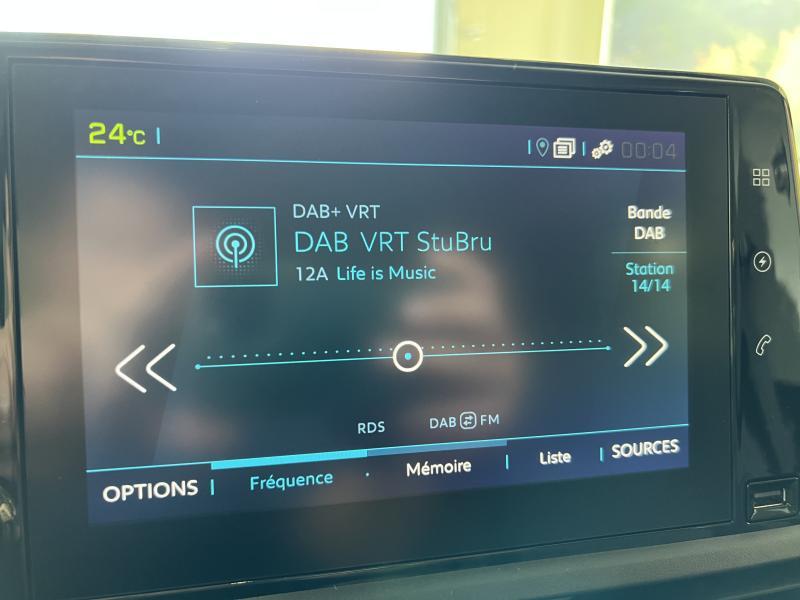 24°C
00:04
DAB+ VRT
DAB VRT StuBru
12A Life is Music
Bande
DAB
Station
14/14
RDS
DAB FM
OPTIONS
Fréquence
Mémoire
Liste
SOURCES